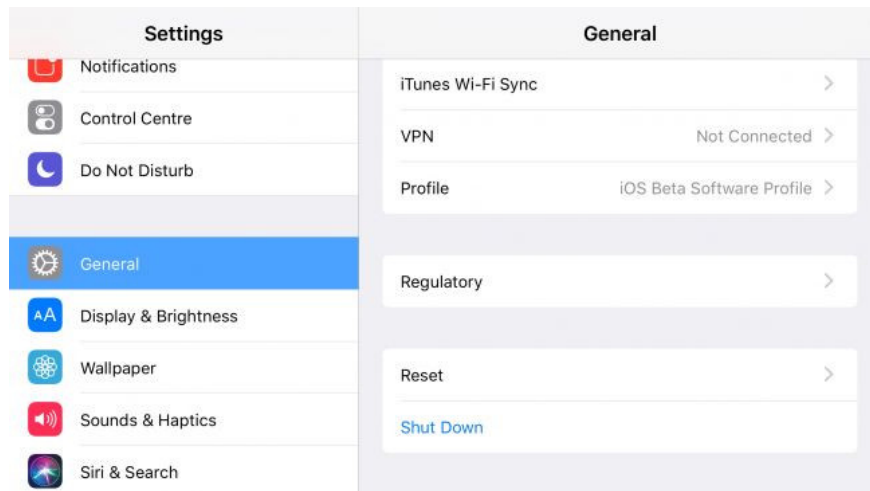 Settings
Notifications
Control Centre
Do Not Disturb
General
AA Display & Brightness
Wallpaper
Sounds & Haptics
Siri & Search
General
iTunes Wi-Fi Sync
VPN Not Connected
Profile iOS Beta Software Profile
Regulatory
Reset
Shut Down